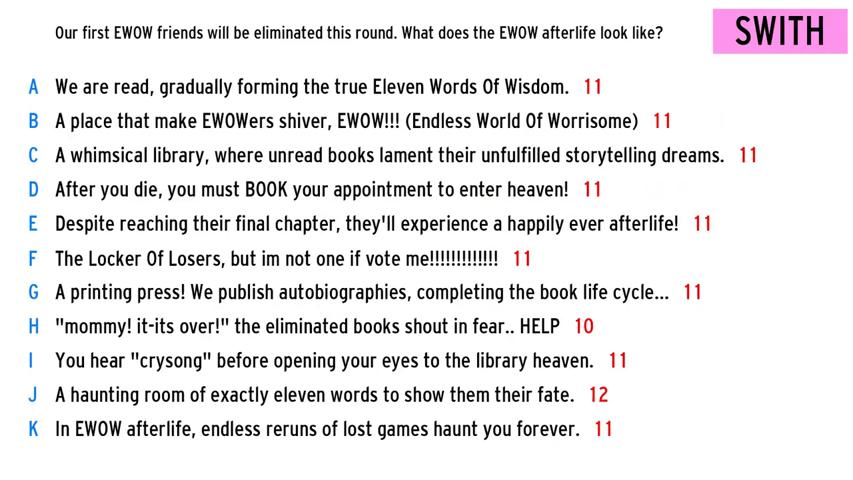 Our first EWOW friends will be eliminated this round. What does the EWOW afterlife look like?
SWITH
A We are read, gradually forming the true Eleven Words Of Wisdom. 11
B A place that make EWOWers shiver, EWOW!!! (Endless World Of Worrisome) 11
C A whimsical library, where unread books lament their unfulfilled storytelling dreams. 11
D After you die, you must BOOK your appointment to enter heaven! 11
E Despite reaching their final chapter, they'll experience a happily ever afterlife! 11
F The Locker Of Losers, but im not one if vote me!!!!!!!!!!!!! 11
G A printing press! We publish autobiographies, completing the book life cycle... 11
H "mommy! it-its over!" the eliminated books shout in fear.. HELP 10
I You hear "crysong" before opening your eyes to the library heaven. 11
J A haunting room of exactly eleven words to show them their fate. 12
K In EWOW afterlife, endless reruns of lost games haunt you forever. 11